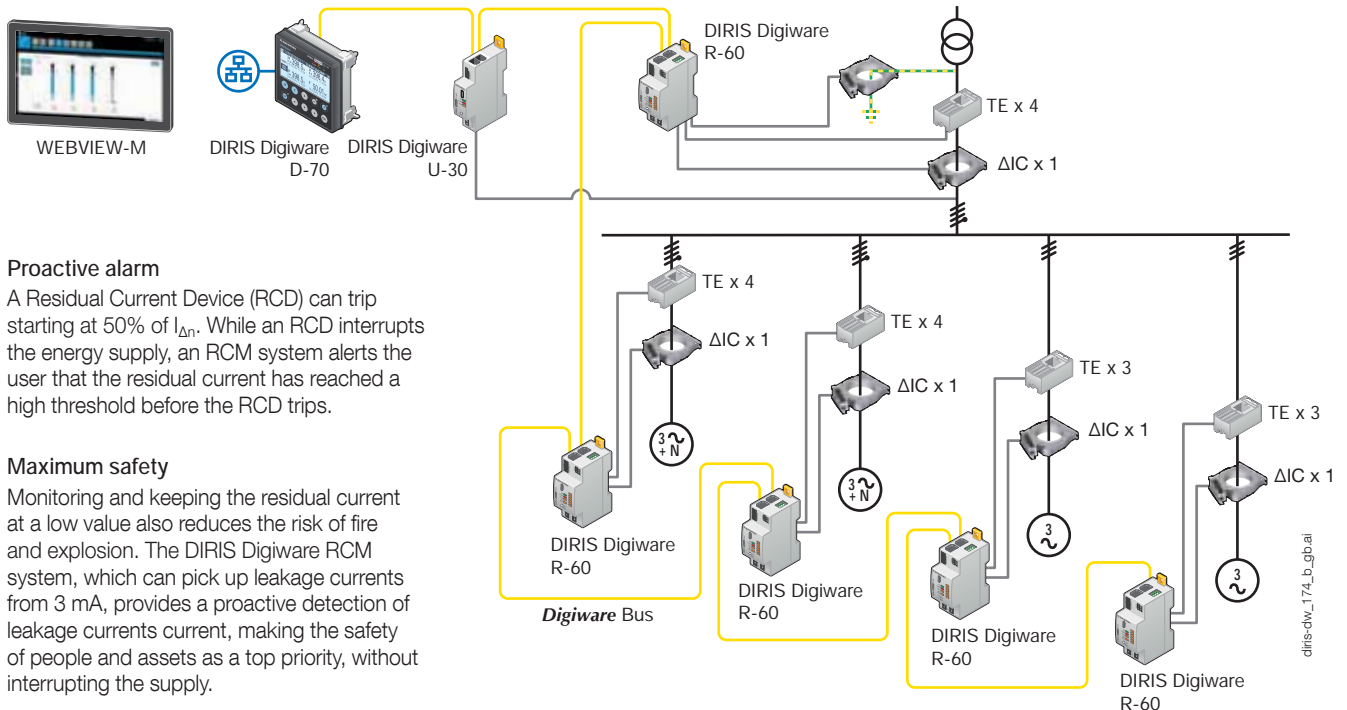 WEBVIEW-M
DIRIS Digiware
D-70
DIRIS Digiware
U-30
DIRIS Digiware
R-60
TE x 4
ΔIC x 1
Proactive alarm
A Residual Current Device (RCD) can trip
starting at 50% of IΔn. While an RCD interrupts
the energy supply, an RCM system alerts the
user that the residual current has reached a
high threshold before the RCD trips.
Maximum safety
Monitoring and keeping the residual current
at a low value also reduces the risk of fire
and explosion. The DIRIS Digiware RCM
system, which can pick up leakage currents
from 3 mA, provides a proactive detection of
leakage currents current, making the safety
of people and assets as a top priority, without
interrupting the supply.
TE x 4
ΔIC x 1
3
+ N
DIRIS Digiware
R-60
Digiware Bus
TE x 4
ΔIC x 1
3
+ N
DIRIS Digiware
R-60
TE x 3
ΔIC x 1
3
DIRIS Digiware
R-60
TE x 3
ΔIC x 1
3
DIRIS Digiware
R-60
diris-dw_174_b_gb.ai